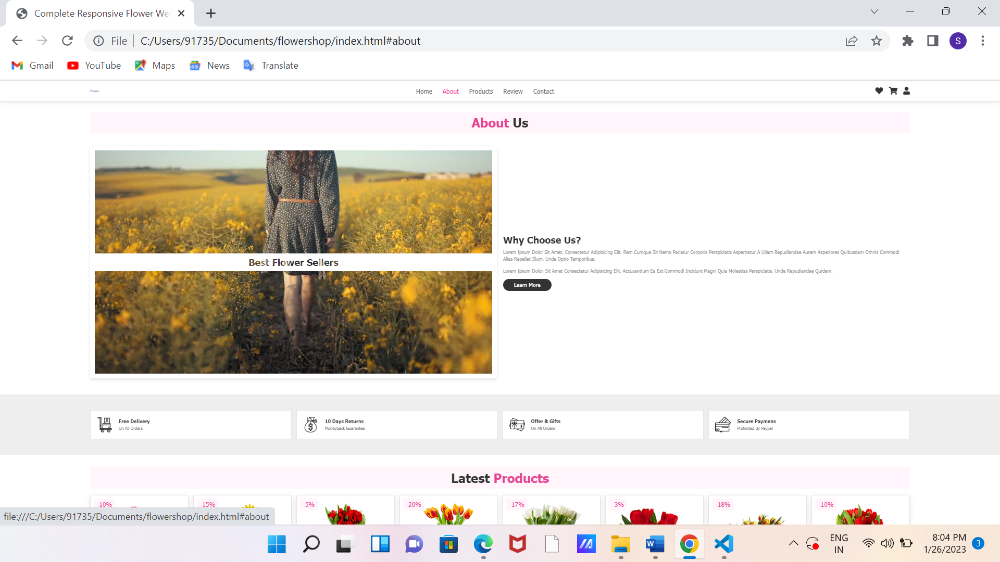 Complete Responsive Flower We
File C:/Users/91735/Documents/flowershop/index.html#about
S
Gmail YouTube Maps News Translate
Flower.
Home About Products Review Contact
About Us
Best Flower Sellers
Why Choose Us?
Lorem Ipsum Dolor Sit Amet, Consectetur Adipisicing Elit. Rem Cumque Sit Nemo Pariatur Corporis Perspiciatis Aspernatur A Ullam Repudiandae Autem Asperiores Quibusdam Omnis Commodi
Alias Repellat Illum, Unde Optio Temporibus.
Lorem Ipsum Dolor, Sit Amet Consectetur Adipisicing Elit. Accusantium Ea Est Commodi Incidunt Magni Quia Molestias Perspiciatis, Unde Repudiandae Quidem.
Learn More
Free Delivery
On All Orders
10 Days Returns
Moneyback Guarantee
Offer & Gifts
On All Orders
Secure Paymens
Protected By Paypal
Latest Products
-10% -15% -5% -20% -17% -3% -18% -10%
file:///C:/Users/91735/Documents/flowershop/index.html#about
ENG
IN
8:04 PM
1/26/2023
3